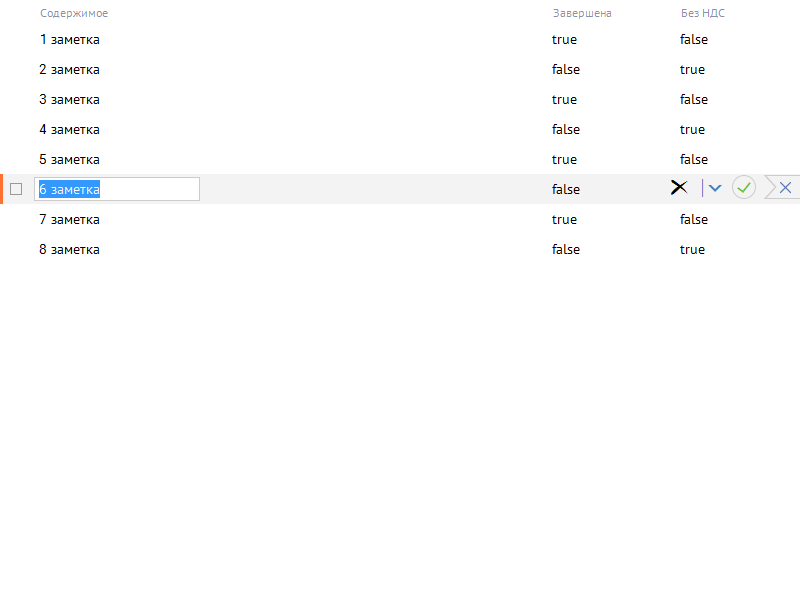 Содержимое Завершена Без НДС
1 заметка true false
2 заметка false true
3 заметка true false
4 заметка false true
5 заметка true false
6 заметка false
7 заметка true false
8 заметка false true